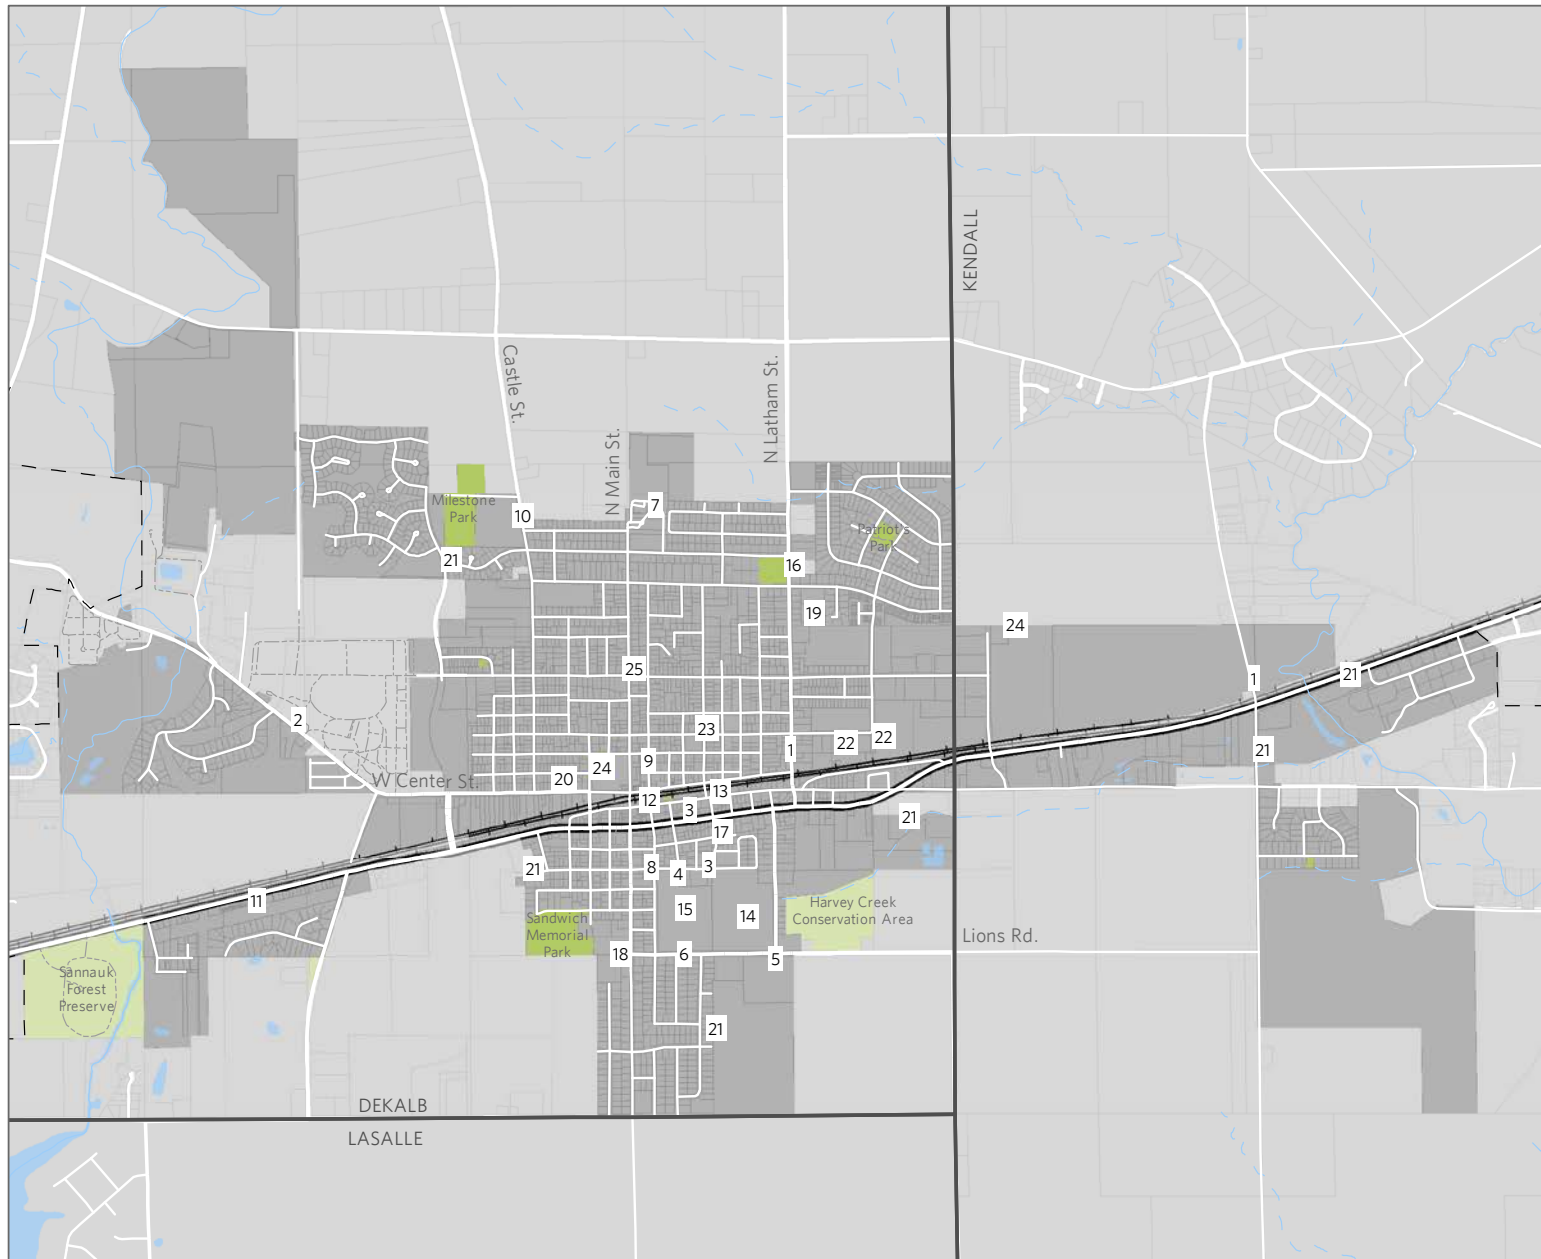 KENDALL
Castle St.
N Latham St.
N Main St.
Milestone
Park
7
10
Patriot's
Park
21
16
19
24
25
1
21
2
23
22
22
1
21
9
24
20
W Center St.
13
12
3
21
17
21
8
4
3
11
15
14
Harvey Creek
Conservation Area
Sandwich
Memorial
Park
Lions Rd.
18
6
5
Sannauk
Forest
Preserve
21
DEKALB
LASALLE